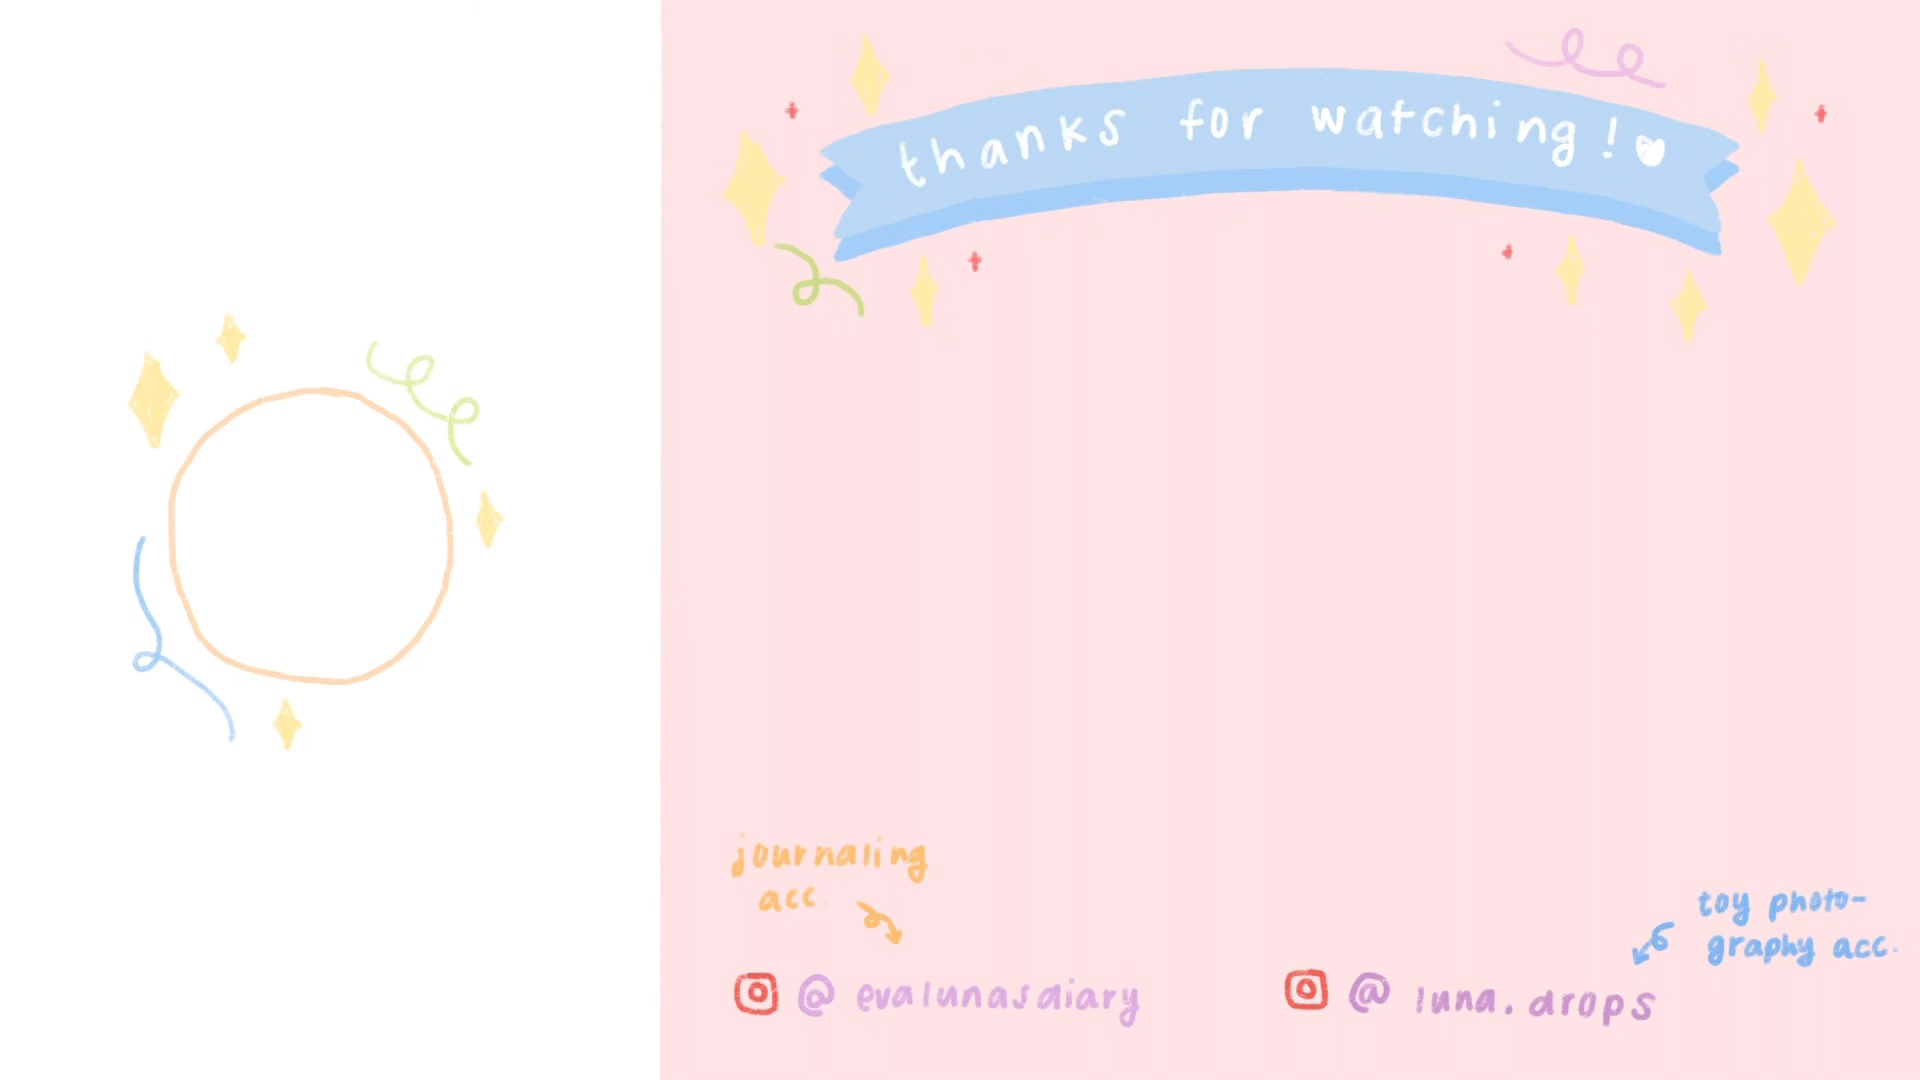 thanks for watching!
journaling
acc.
@evalunasdiary
toy photo-
graphy acc.
@luna.drops